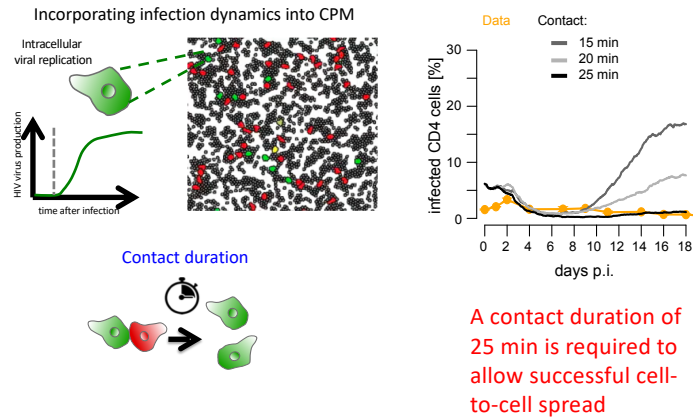 Incorporating infection dynamics into CPM
Intracellular
viral replication
HIV virus production
time after infection
Contact duration
Data
Contact:
15 min
20 min
25 min
infected CD4 cells [%]
30
20
10
5
0
0 2 4 6 8 10 12 14 16 18
days p.i.
A contact duration of
25 min is required to
allow successful cell-
to-cell spread